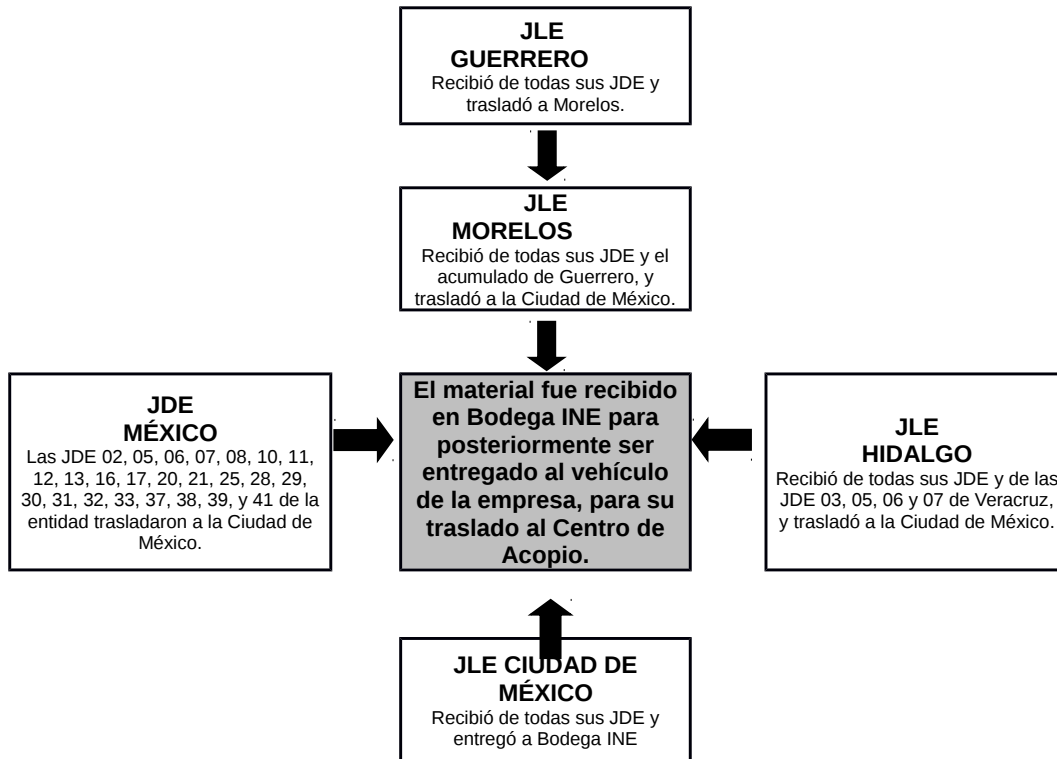 JLE
GUERRERO
Recibió de todas sus JDE y
trasladó a Morelos.
JLE
MORELOS
Recibió de todas sus JDE y el
acumulado de Guerrero, y
trasladó a la Ciudad de México.
JDE
MÉXICO
Las JDE 02, 05, 06, 07, 08, 10, 11,
12, 13, 16, 17, 20, 21, 25, 28, 29,
30, 31, 32, 33, 37, 38, 39, y 41 de la
entidad trasladaron a la Ciudad de
México.
El material fue recibido
en Bodega INE para
posteriormente ser
entregado al vehículo
de la empresa, para su
traslado al Centro de
Acopio.
JLE
HIDALGO
Recibió de todas sus JDE y de las
JDE 03, 05, 06 y 07 de Veracruz,
y trasladó a la Ciudad de México.
JLE CIUDAD DE
MÉXICO
Recibió de todas sus JDE y
entregó a Bodega INE